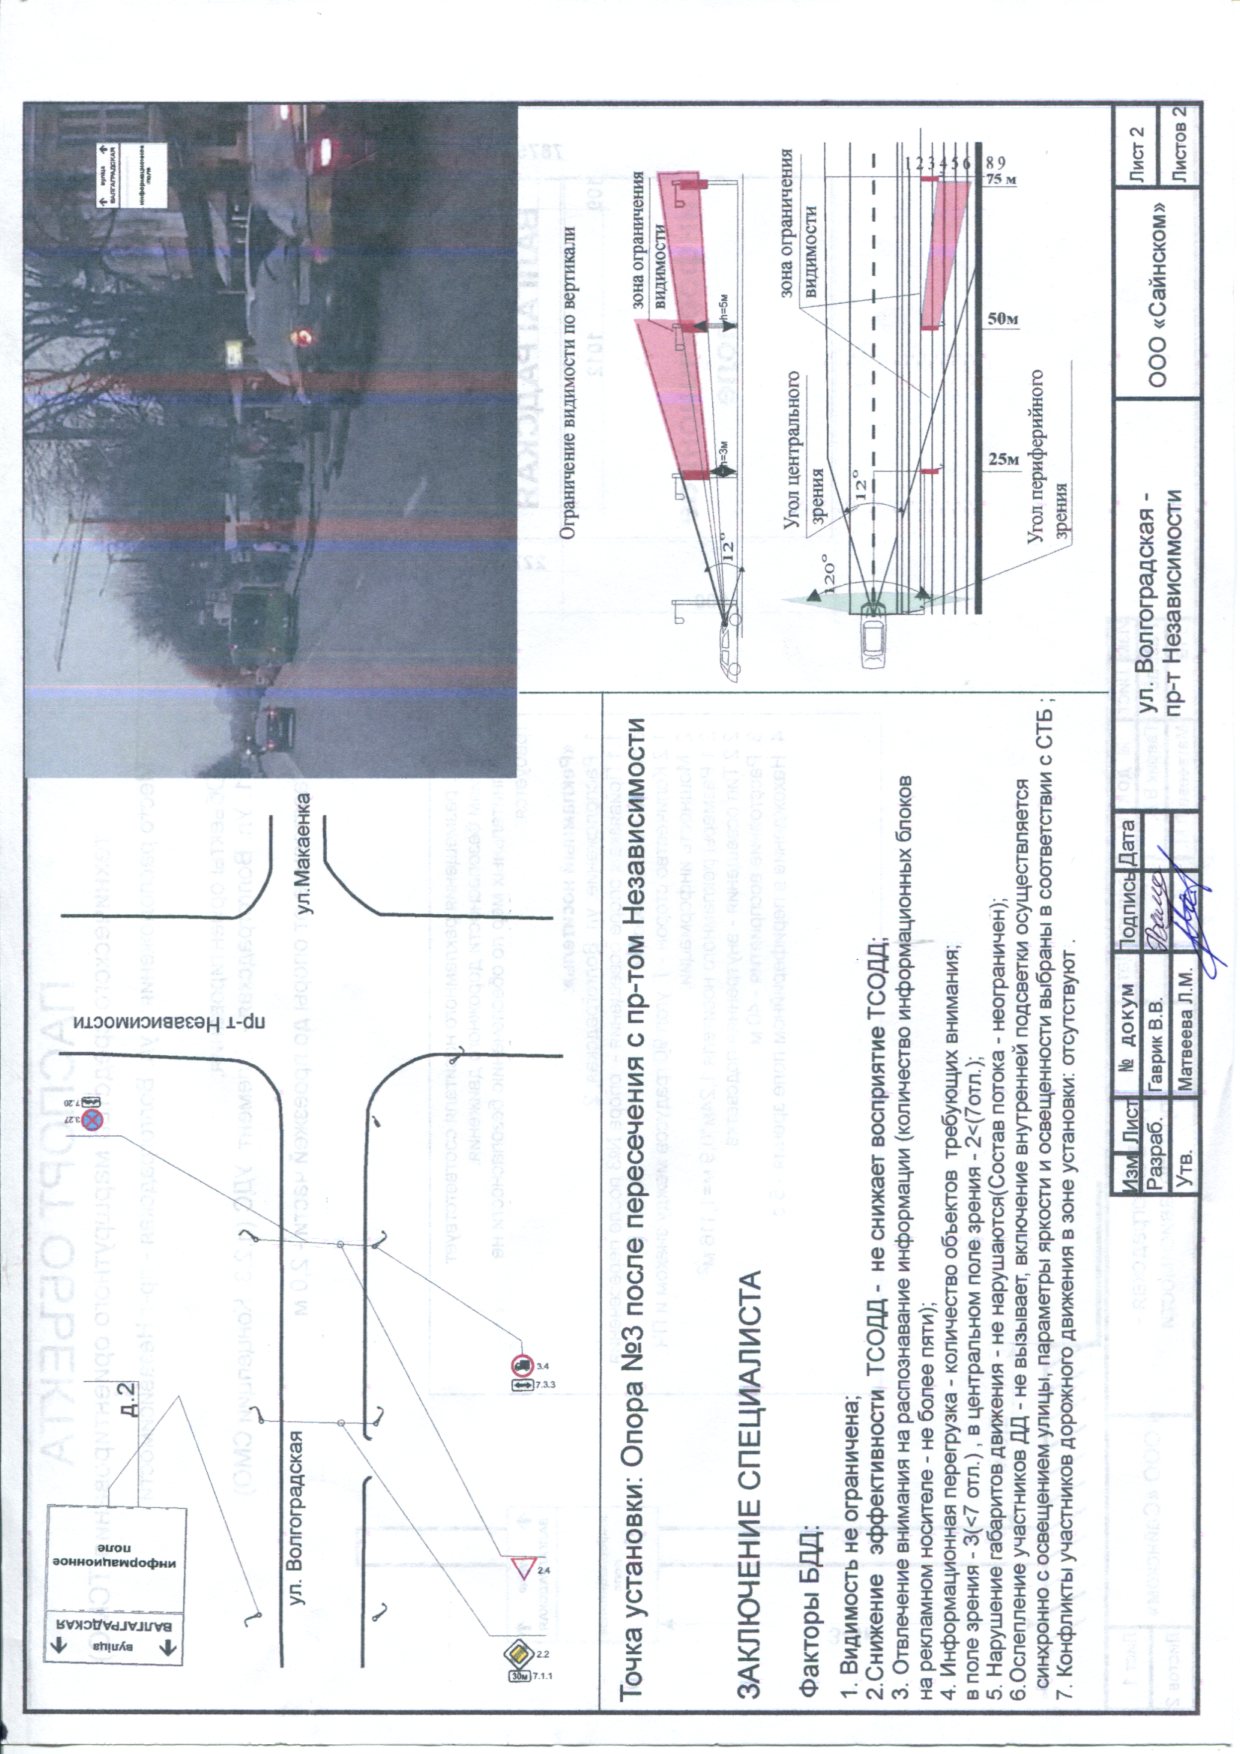 вулiца
ВАЛГАГРАДСКАЯ
информационное
поле
д.2
ул. Волгоградская
пр-т Независимости
ул.Макаенка
3.27
7.20
3.4
7.3.3
2.4
2.2
30м 7.1.1
вулiца
ВАЛГАГРАДСКАЯ
информационное
поле
Точка установки: Опора №3 после пересечения с пр-том Независимости
ЗАКЛЮЧЕНИЕ СПЕЦИАЛИСТА
Факторы БДД:
1. Видимость не ограничена;
2.Снижение эффективности ТСОДД - не снижает восприятие ТСОДД;
3. Отвлечение внимания на распознавание информации (количество информационных блоков
на рекламном носителе - не более пяти);
4. Информационная перегрузка - количество объектов требующих внимания;
в поле зрения - 3(<7 отл.) , в центральном поле зрения - 2<(7отл.);
5. Нарушение габаритов движения - не нарушаются(Состав потока - неограничен);
6.Ослепление участников ДД - не вызывает, включение внутренней подсветки осуществляется
синхронно с освещением улицы, параметры яркости и освещенности выбраны в соответствии с СТБ ;
7. Конфликты участников дорожного движения в зоне установки: отсутствуют .
Ограничение видимости по вертикали
зона ограничения
видимости
12°
h=3м
h=5м
Угол центрального
зрения
зона ограничения
видимости
120°
12°
1 2 3 4 5 6 8 9
25м
50м
75 м
Угол периферийного
зрения
Изм Лист № докум Подпись Дата
Разраб. Гаврик В.В.
Утв. Матвеева Л.М.
ул. Волгоградская -
пр-т Независимости
ООО «Сайнском»
Лист 2
Листов 2